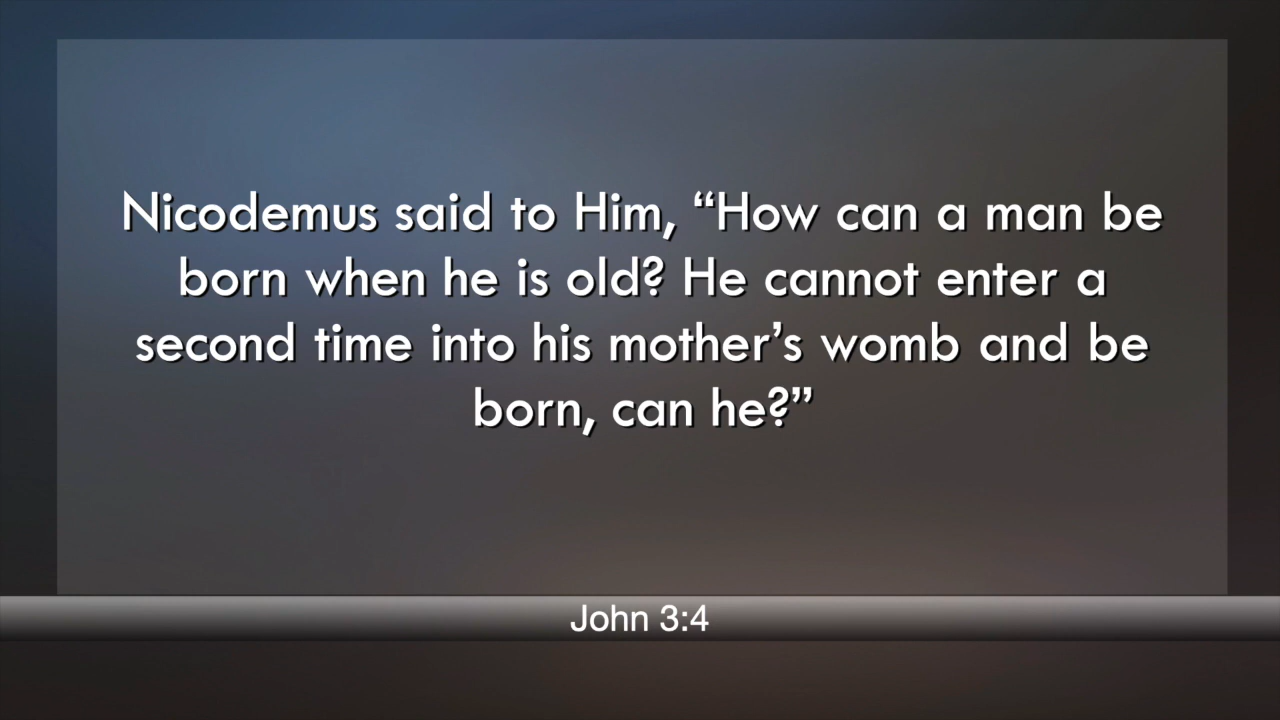 Nicodemus said to Him, “How can a man be
born when he is old? He cannot enter a
second time into his mother’s womb and be
born, can he?”
John 3:4